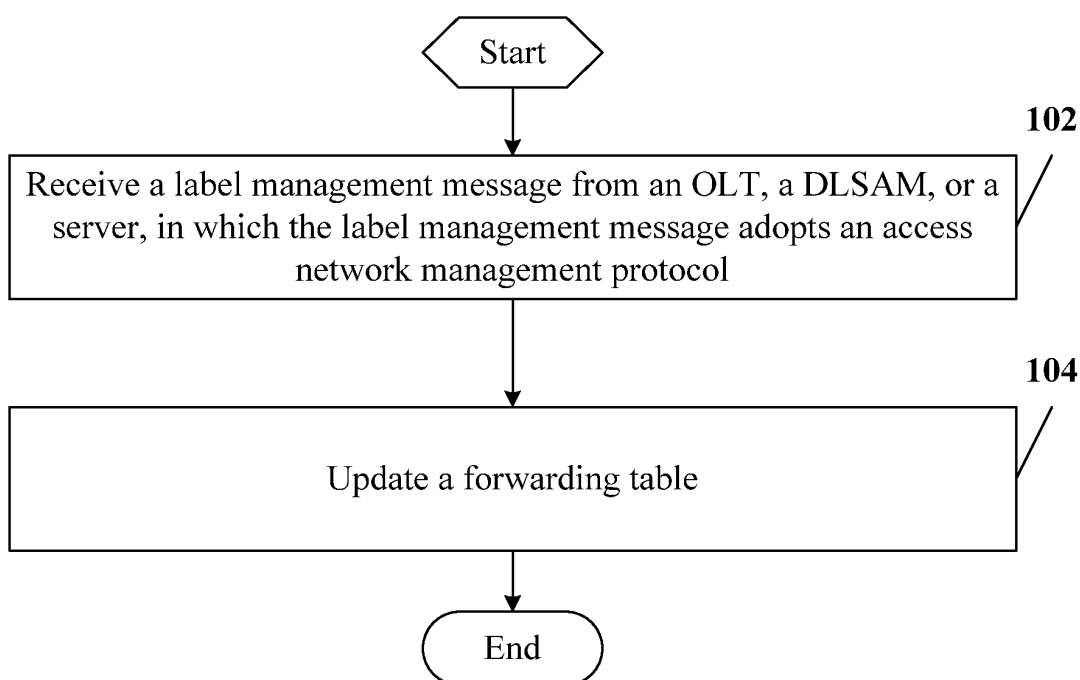 Start
102
Receive a label management message from an OLT, a DLSAM, or a
server, in which the label management message adopts an access
network management protocol
104
Update a forwarding table
End